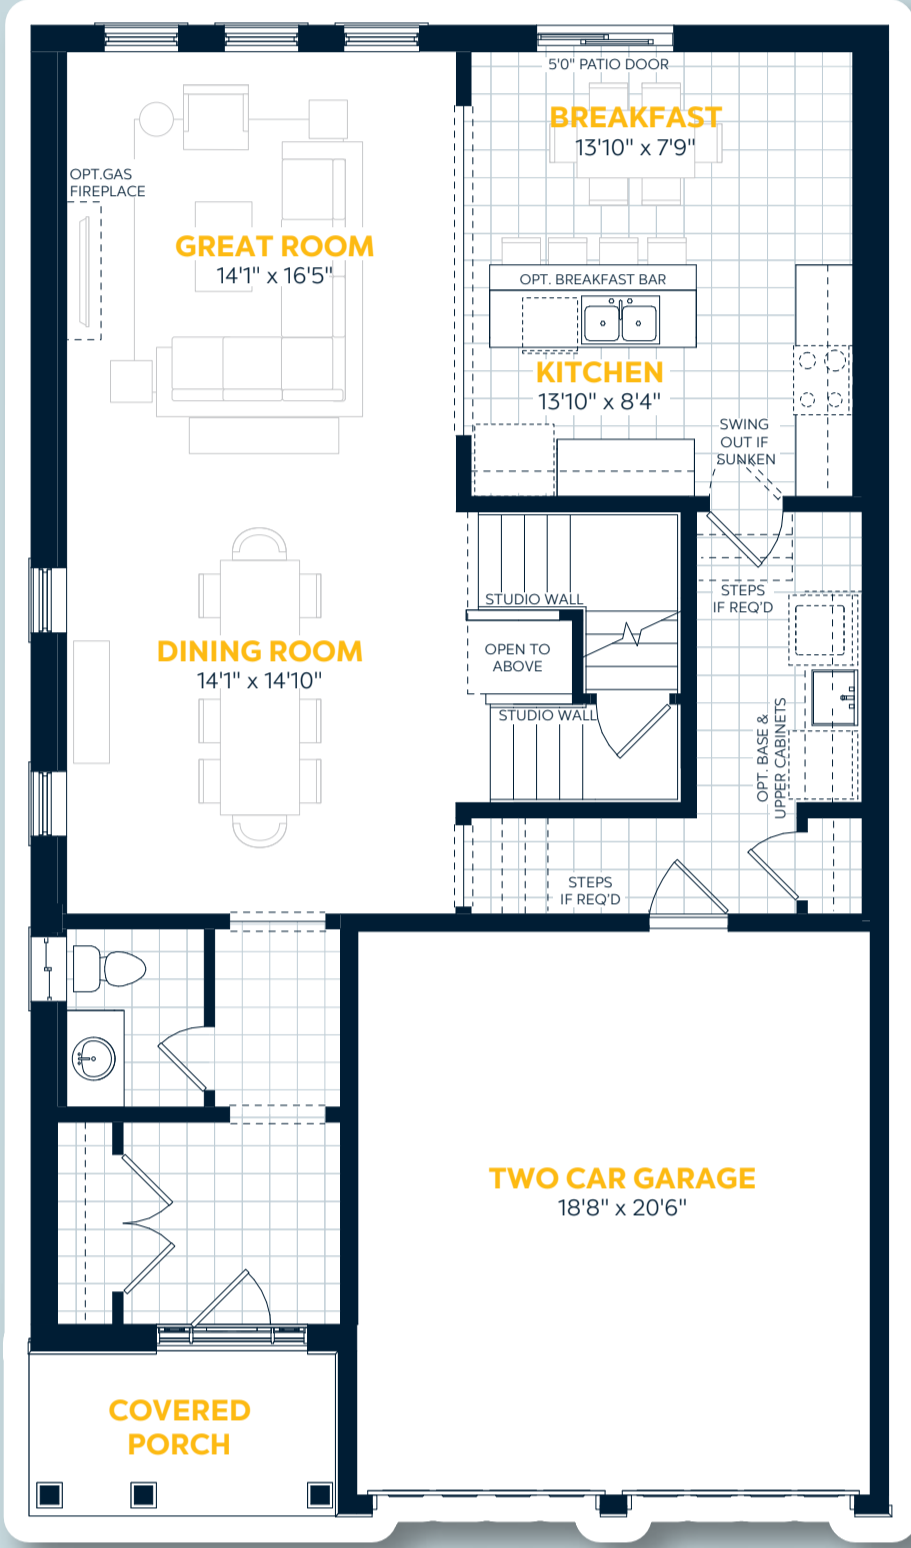 5'0" PATIO DOOR
BREAKFAST
13'10" x 7'9"
OPT.GAS
FIREPLACE
GREAT ROOM
14'1" x 16'5"
OPT. BREAKFAST BAR
KITCHEN
13'10" x 8'4"
SWING
OUT IF
SUNKEN
STEPS
IF REQ'D
STUDIO WALL
OPEN TO
ABOVE
DINING ROOM
14'1" x 14'10"
STUDIO WALL
OPT. BASE &
UPPER CABINETS
STEPS
IF REQ'D
TWO CAR GARAGE
18'8" x 20'6"
COVERED
PORCH